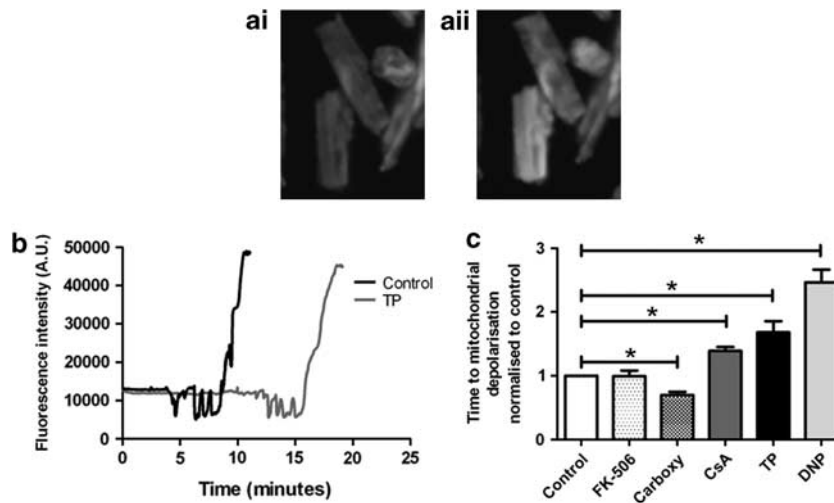 ai
aii
b
Fluorescence intensity (A.U.)
50000
40000
30000
20000
10000
0
0 5 10 15 20 25
Time (minutes)
Control
TP
c
Time to mitochondrial
depolarisation
normalised to control
3
2
1
0
*
*
*
*
Control
FK-506
Carboxy
CsA
TP
DNP